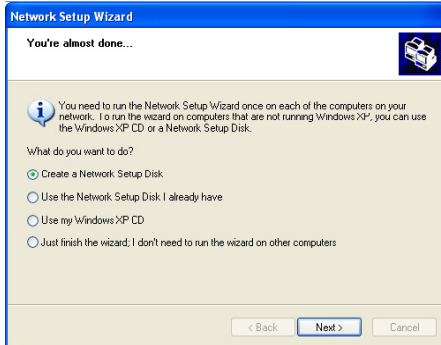 Network Setup Wizard
You're almost done...
You need to run the Network Setup Wizard once on each of the computers on your
network. To run the wizard on computers that are not running Windows XP, you can use
the Windows XP CD or a Network Setup Disk.
What do you want to do?
Create a Network Setup Disk
Use the Network Setup Disk I already have
Use my Windows XP CD
Just finish the wizard; I don't need to run the wizard on other computers
< Back Next > Cancel